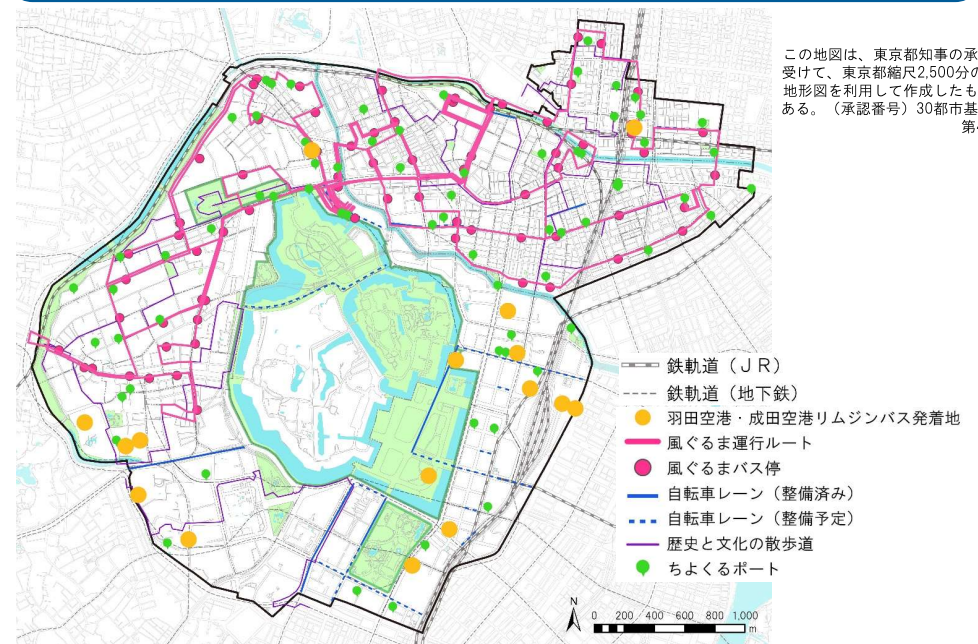 この地図は、東京都知事の承
受けて、東京都縮尺2,500分の
地形図を利用して作成したも
ある。（承認番号）30都市基
第
鉄軌道（ＪＲ）
鉄軌道（地下鉄）
羽田空港・成田空港リムジンバス発着地
風ぐるま運行ルート
風ぐるまバス停
自転車レーン（整備済み）
自転車レーン（整備予定）
歴史と文化の散歩道
ちよくるポート
N
0 200 400 600 800 1,000
m